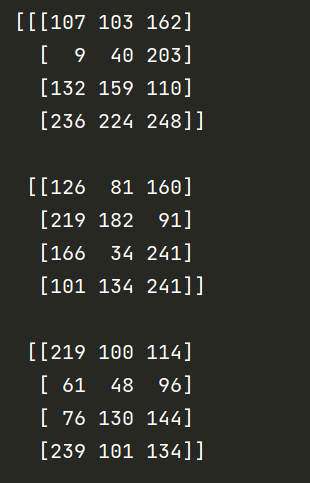 [[[107 103 162]
  [  9  40 203]
  [132 159 110]
  [236 224 248]]

 [[126  81 160]
  [219 182  91]
  [166  34 241]
  [101 134 241]]

 [[219 100 114]
  [ 61  48  96]
  [ 76 130 144]
  [239 101 134]]